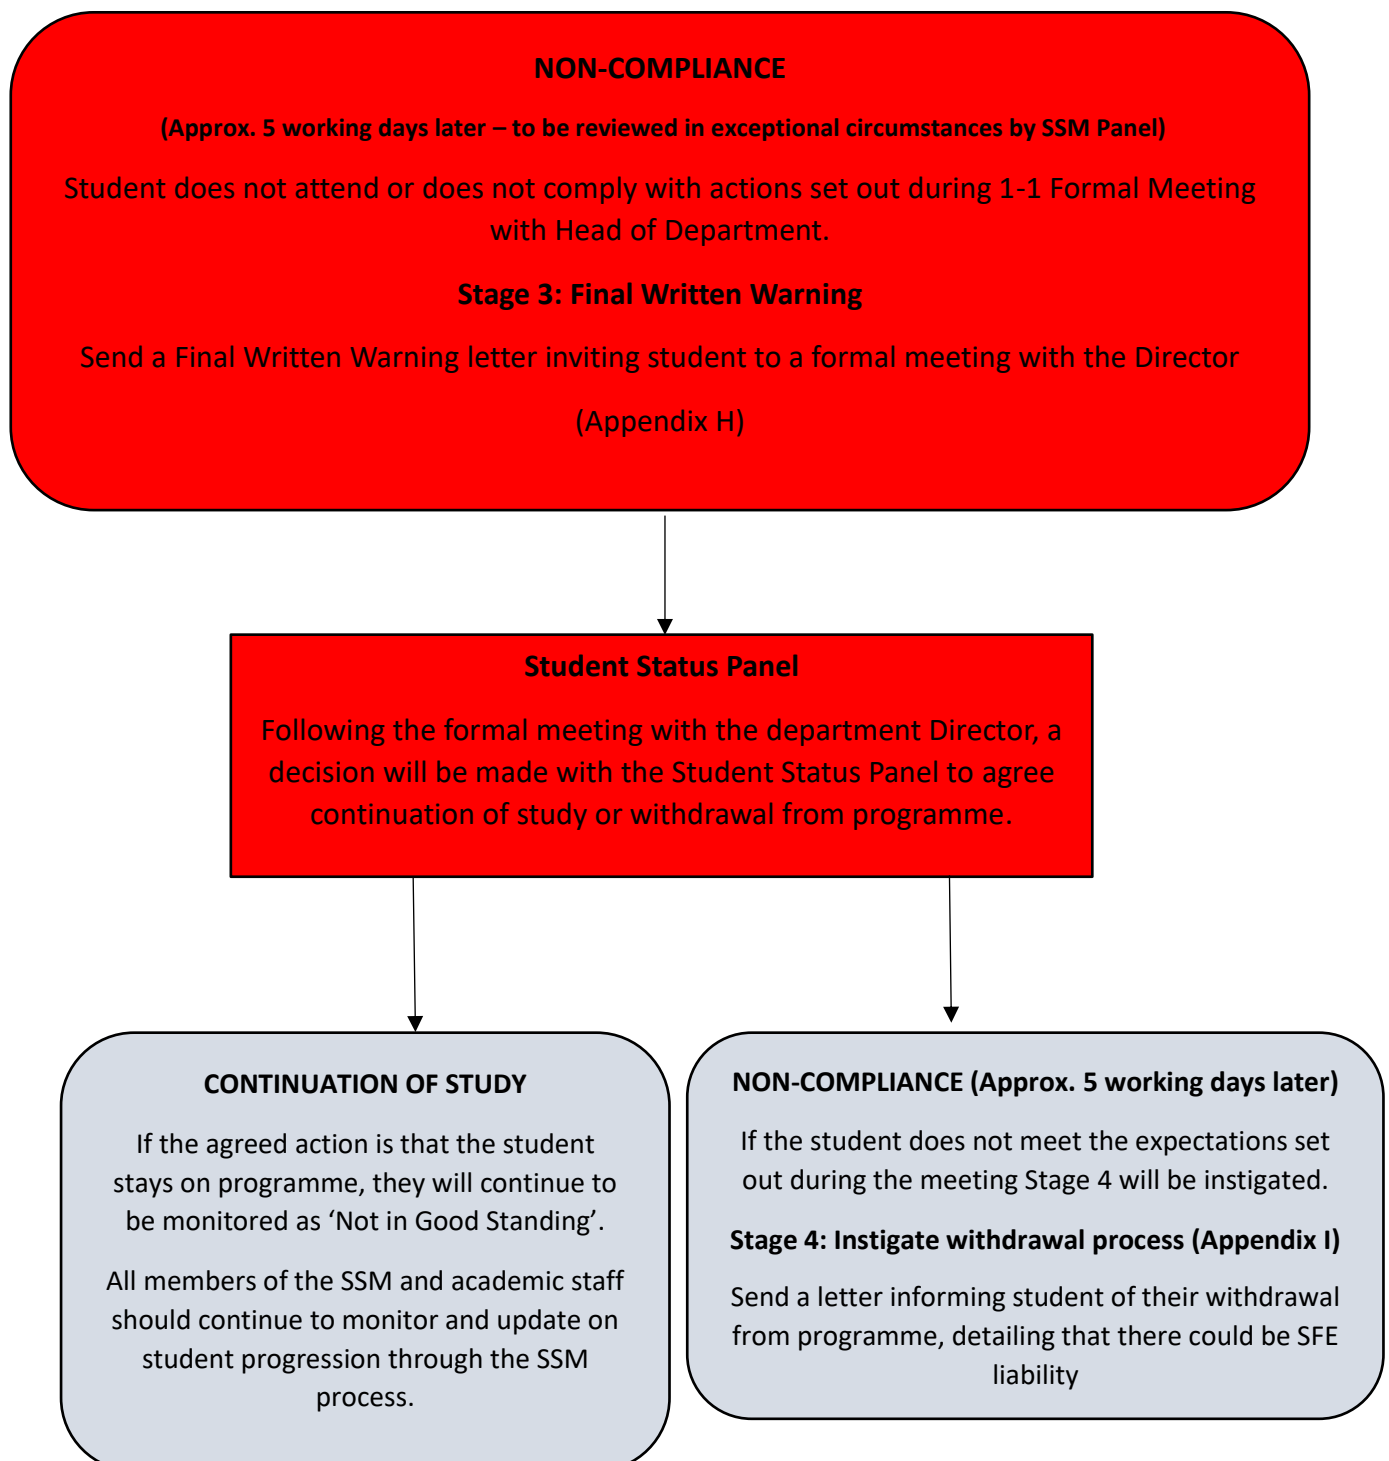 NON-COMPLIANCE
(Approx. 5 working days later – to be reviewed in exceptional circumstances by SSM Panel)
Student does not attend or does not comply with actions set out during 1-1 Formal Meeting
with Head of Department.
Stage 3: Final Written Warning
Send a Final Written Warning letter inviting student to a formal meeting with the Director
(Appendix H)
Student Status Panel
Following the formal meeting with the department Director, a
decision will be made with the Student Status Panel to agree
continuation of study or withdrawal from programme.
CONTINUATION OF STUDY
If the agreed action is that the student
stays on programme, they will continue to
be monitored as ‘Not in Good Standing’.
All members of the SSM and academic staff
should continue to monitor and update on
student progression through the SSM
process.
NON-COMPLIANCE (Approx. 5 working days later)
If the student does not meet the expectations set
out during the meeting Stage 4 will be instigated.
Stage 4: Instigate withdrawal process (Appendix I)
Send a letter informing student of their withdrawal
from programme, detailing that there could be SFE
liability